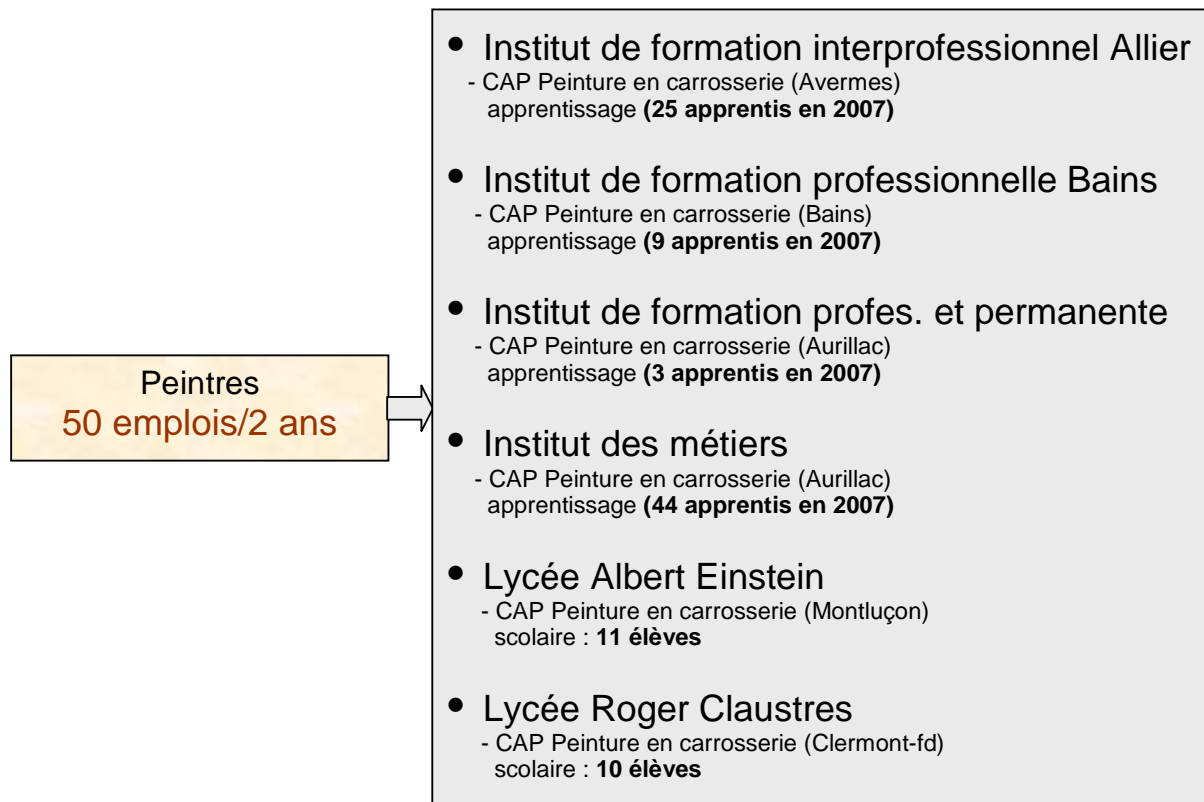 Peintres
50 emplois/2 ans
• Institut de formation interprofessionnel Allier
- CAP Peinture en carrosserie (Avermes)
apprentissage (25 apprentis en 2007)
• Institut de formation professionnelle Bains
- CAP Peinture en carrosserie (Bains)
apprentissage (9 apprentis en 2007)
• Institut de formation profes. et permanente
- CAP Peinture en carrosserie (Aurillac)
apprentissage (3 apprentis en 2007)
• Institut des métiers
- CAP Peinture en carrosserie (Aurillac)
apprentissage (44 apprentis en 2007)
• Lycée Albert Einstein
- CAP Peinture en carrosserie (Montluçon)
scolaire : 11 élèves
• Lycée Roger Claustres
- CAP Peinture en carrosserie (Clermont-fd)
scolaire : 10 élèves